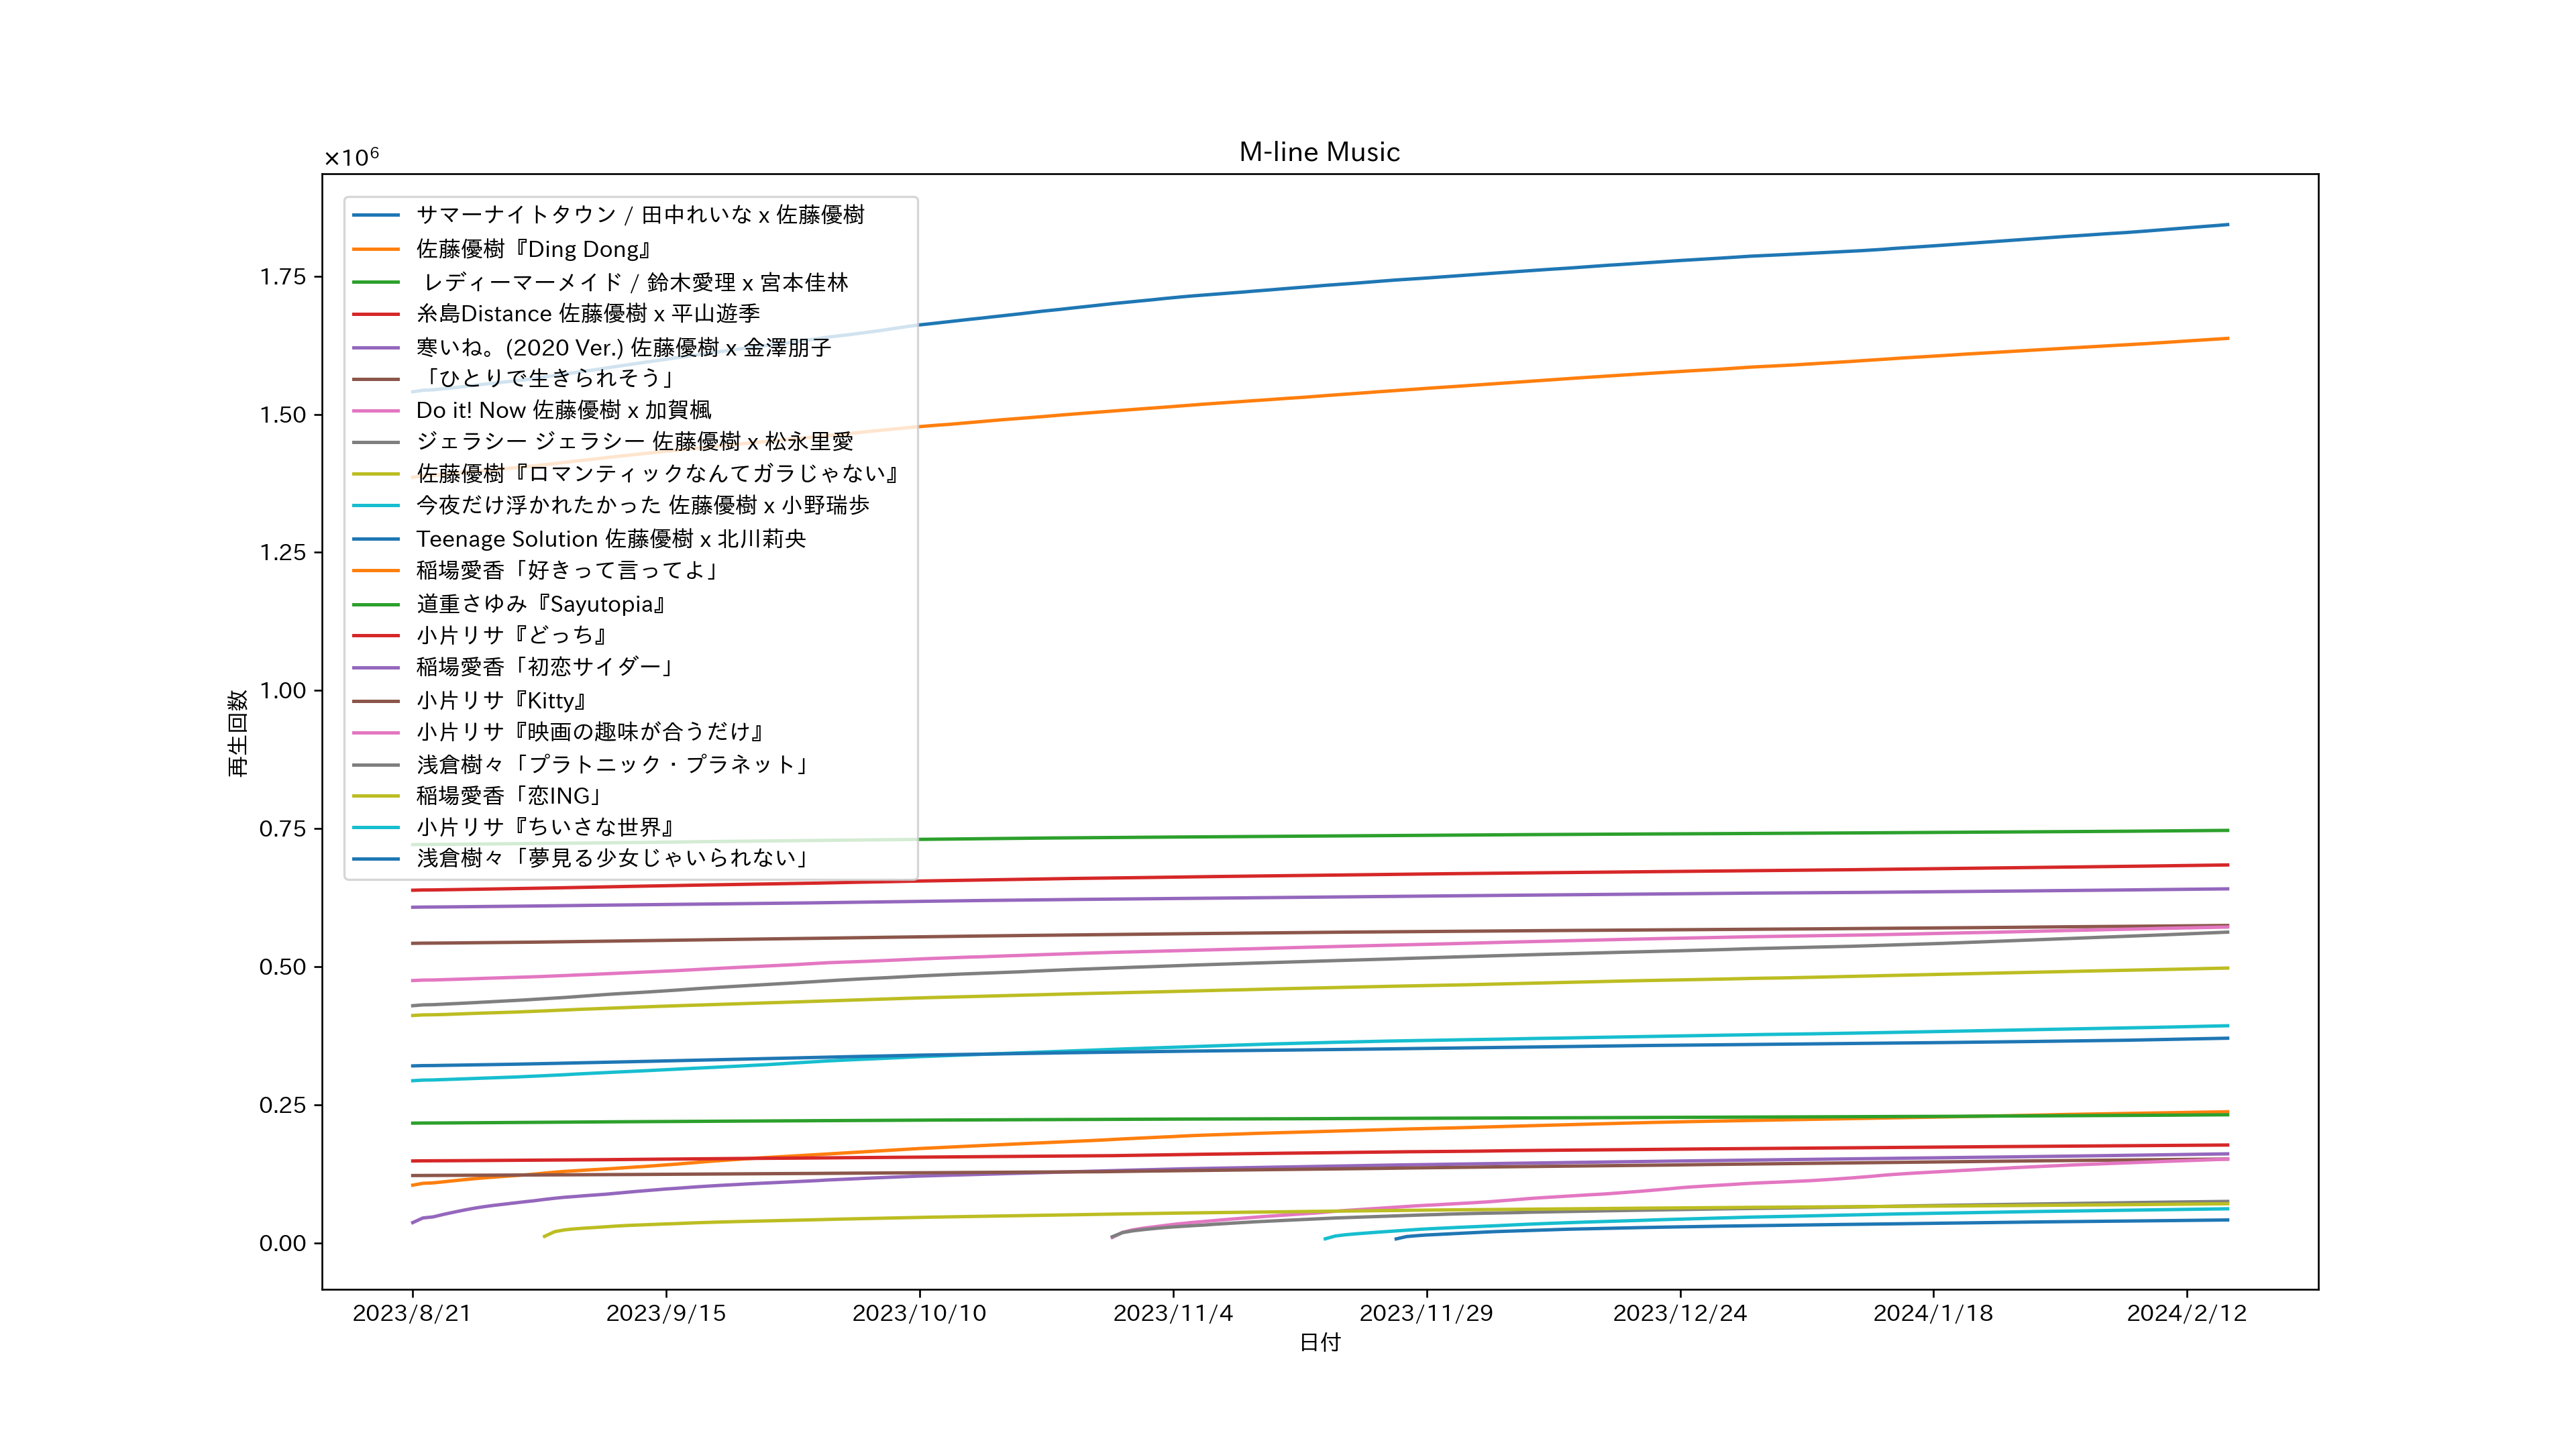 M-line Music
×10⁶
サマーナイトタウン / 田中れいな x 佐藤優樹
佐藤優樹『Ding Dong』
レディーマーメイド / 鈴木愛理 x 宮本佳林
糸島Distance 佐藤優樹 x 平山遊季
寒いね。(2020 Ver.) 佐藤優樹 x 金澤朋子
「ひとりで生きられそう」
Do it! Now 佐藤優樹 x 加賀楓
ジェラシー ジェラシー 佐藤優樹 x 松永里愛
佐藤優樹『ロマンティックなんてガラじゃない』
今夜だけ浮かれたかった 佐藤優樹 x 小野瑞歩
Teenage Solution 佐藤優樹 x 北川莉央
稲場愛香「好きって言ってよ」
道重さゆみ『Sayutopia』
小片リサ『どっち』
稲場愛香「初恋サイダー」
小片リサ『Kitty』
小片リサ『映画の趣味が合うだけ』
浅倉樹々「プラトニック・プラネット」
稲場愛香「恋ING」
小片リサ『ちいさな世界』
浅倉樹々「夢見る少女じゃいられない」
再生回数
1.75
1.50
1.25
1.00
0.75
0.50
0.25
0.00
2023/8/21
2023/9/15
2023/10/10
2023/11/4
2023/11/29
2023/12/24
2024/1/18
2024/2/12
日付